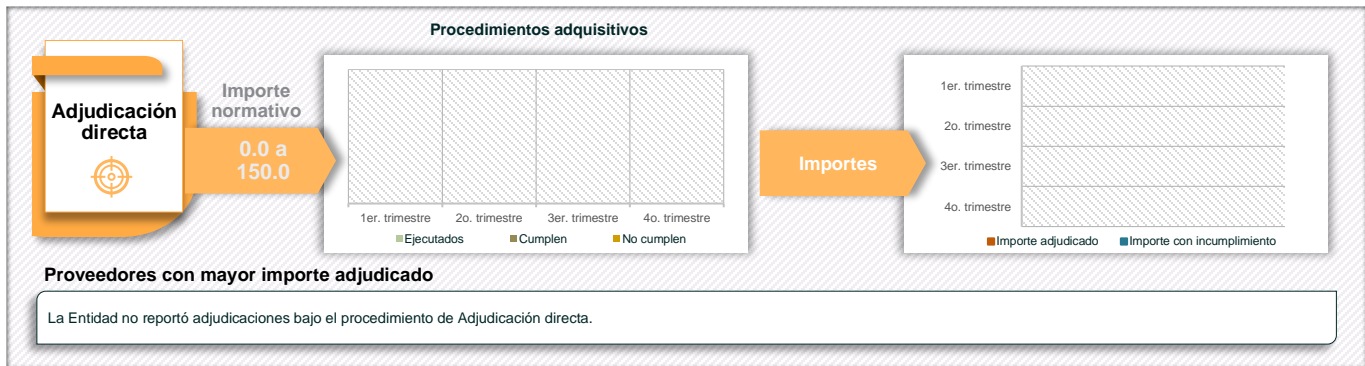 Procedimientos adquisitivos
Adjudicación
directa
Importe
normativo
0.0 a
150.0
1er. trimestre
2o. trimestre
3er. trimestre
4o. trimestre
Ejecutados
Cumplen
No cumplen
Importes
1er. trimestre
2o. trimestre
3er. trimestre
4o. trimestre
Importe adjudicado
Importe con incumplimiento
Proveedores con mayor importe adjudicado
La Entidad no reportó adjudicaciones bajo el procedimiento de Adjudicación directa.